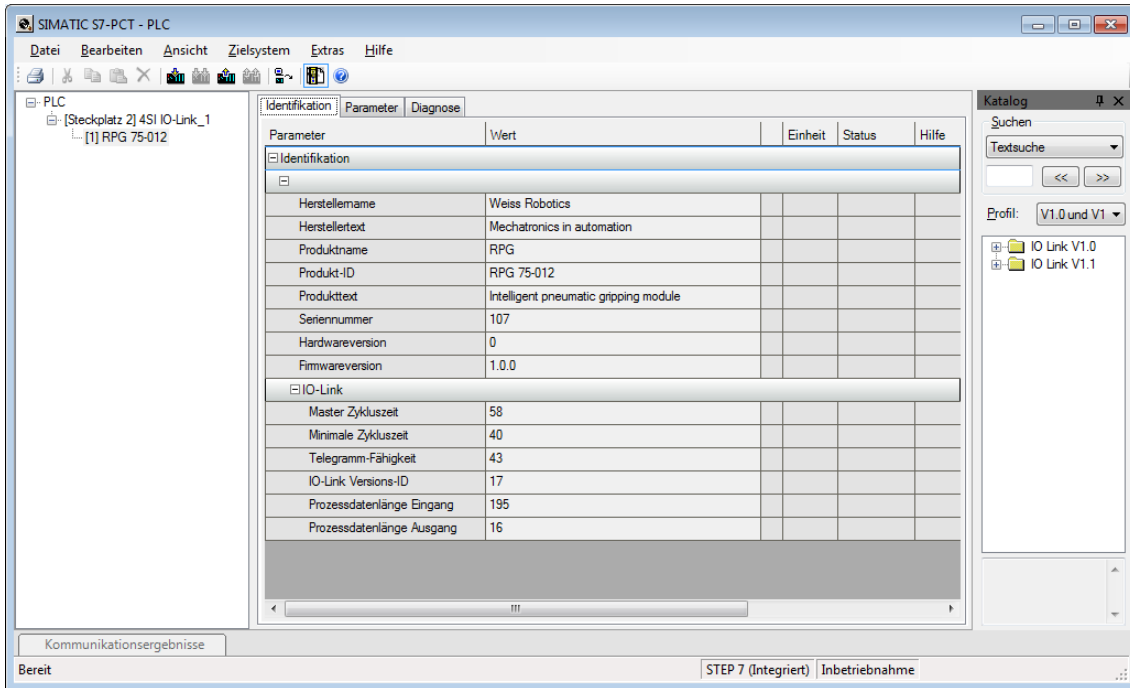 SIMATIC S7-PCT - PLC
Datei Bearbeiten Ansicht Zielsystem Extras Hilfe
PLC
[Steckplatz 2] 4SI IO-Link_1
[1] RPG 75-012
Identifikation Parameter Diagnose
Parameter Wert Einheit Status Hilfe
Identifikation
Herstellername Weiss Robotics
Herstellertext Mechatronics in automation
Produktname RPG
Produkt-ID RPG 75-012
Produkttext Intelligent pneumatic gripping module
Seriennummer 107
Hardwareversion 0
Firmwareversion 1.0.0
IO-Link
Master Zykluszeit 58
Minimale Zykluszeit 40
Telegramm-Fähigkeit 43
IO-Link Versions-ID 17
Prozessdatenlänge Eingang 195
Prozessdatenlänge Ausgang 16
Katalog
Suchen
Textsuche
<< >>
Profil: V1.0 und V1
IO Link V1.0
IO Link V1.1
Kommunikationsergebnisse
Bereit STEP 7 (Integriert) Inbetriebnahme